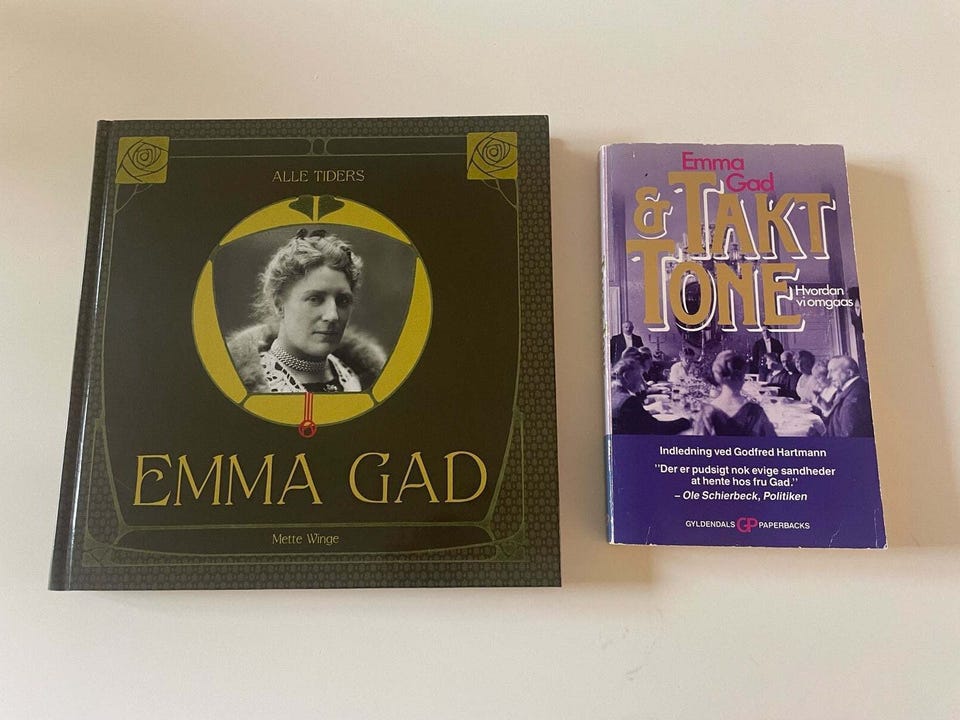 ALLE TIDERS
EMMA GAD
Mette Winge
Emma
Gad
& TAKT
TONE
Hvordan
vi omgaas
Indledning ved Godfred Hartmann
"Der er pudsigt nok evige sandheder
at hente hos fru Gad."
– Ole Schierbeck, Politiken
GYLDENDALS GP PAPERBACKS